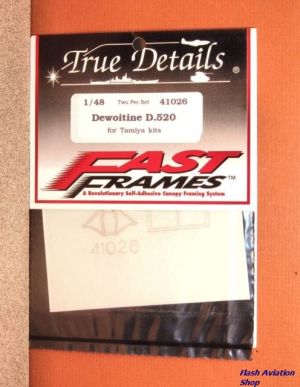 True Details
®
1/48 Two Per Set 41026
Dewoitine D.520
for Tamiya kits
FAST
FRAMES™
A Revolutionary Self-Adhesive Canopy Framing System
41026
Flash Aviation
Shop